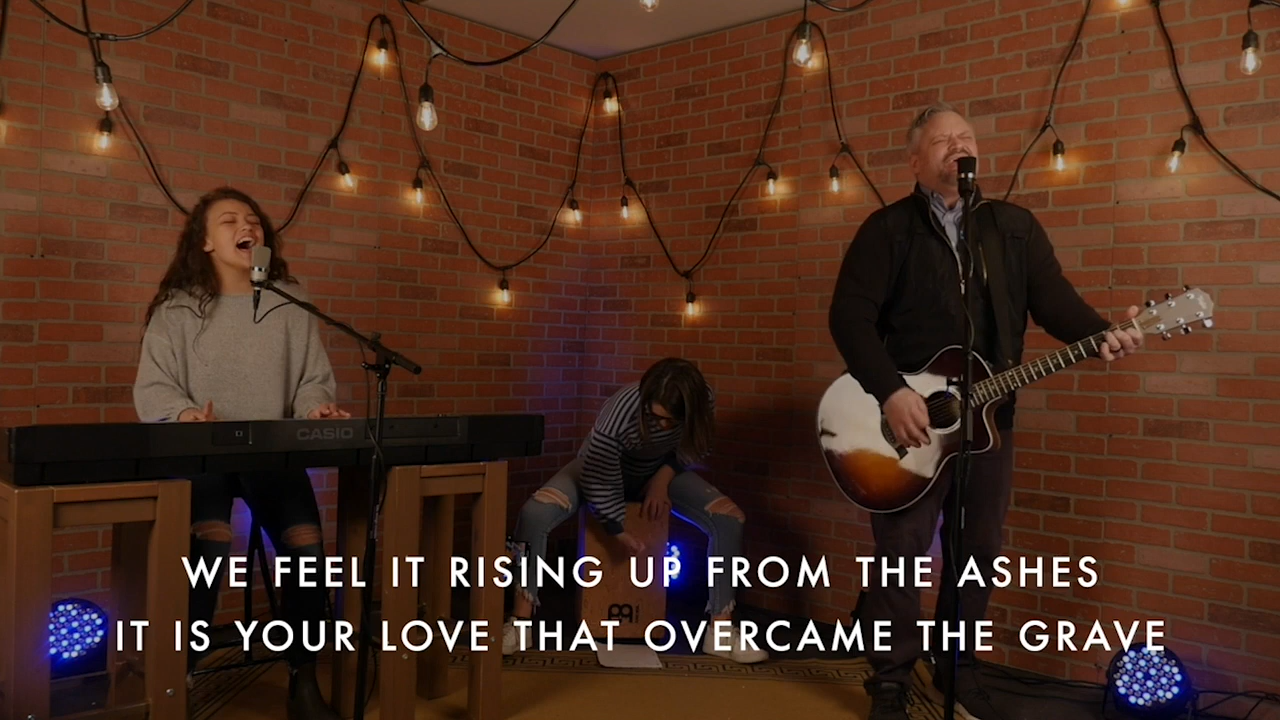 CASIO
WE FEEL IT RISING UP FROM THE ASHES
IT IS YOUR LOVE THAT OVERCAME THE GRAVE